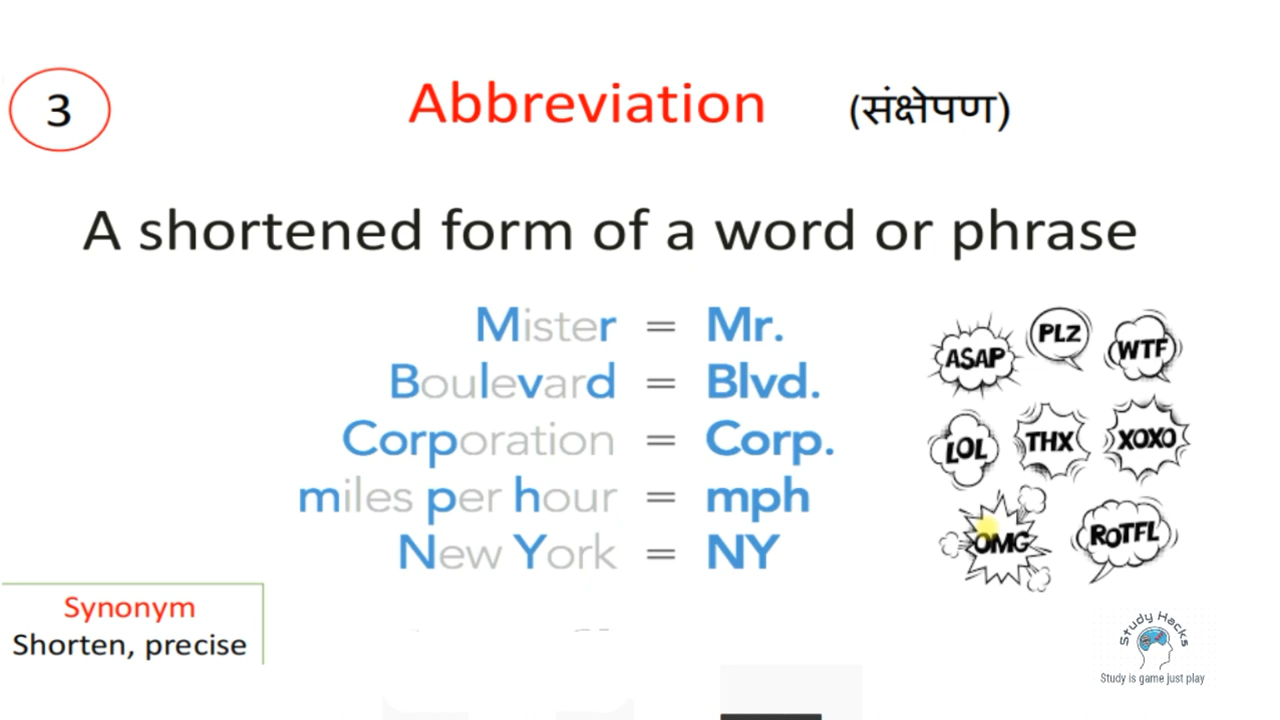 3
Abbreviation (संक्षेपण)
A shortened form of a word or phrase
Mister = Mr.
Boulevard = Blvd.
Corporation = Corp.
miles per hour = mph
New York = NY
ASAP PLZ WTF
LOL THX XOXO
OMG ROTFL
Synonym
Shorten, precise
Study Hacks
Study is game just play